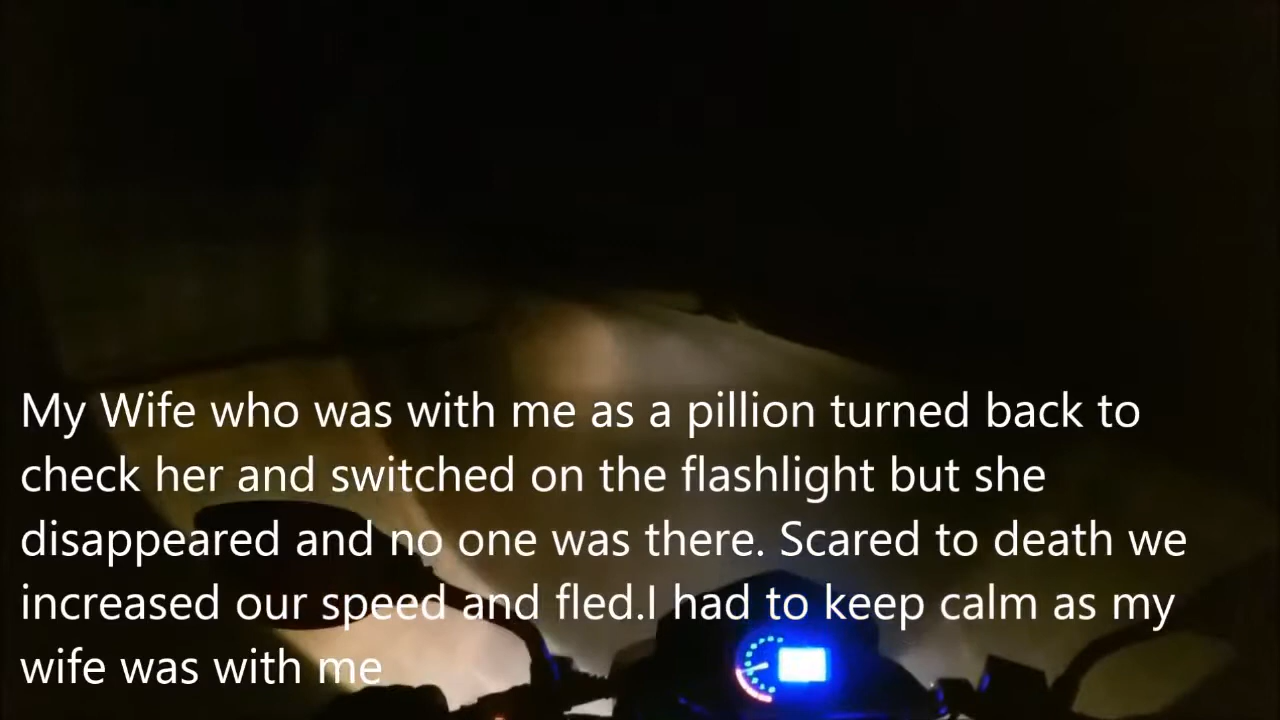 My Wife who was with me as a pillion turned back to
check her and switched on the flashlight but she
disappeared and no one was there. Scared to death we
increased our speed and fled.I had to keep calm as my
wife was with me